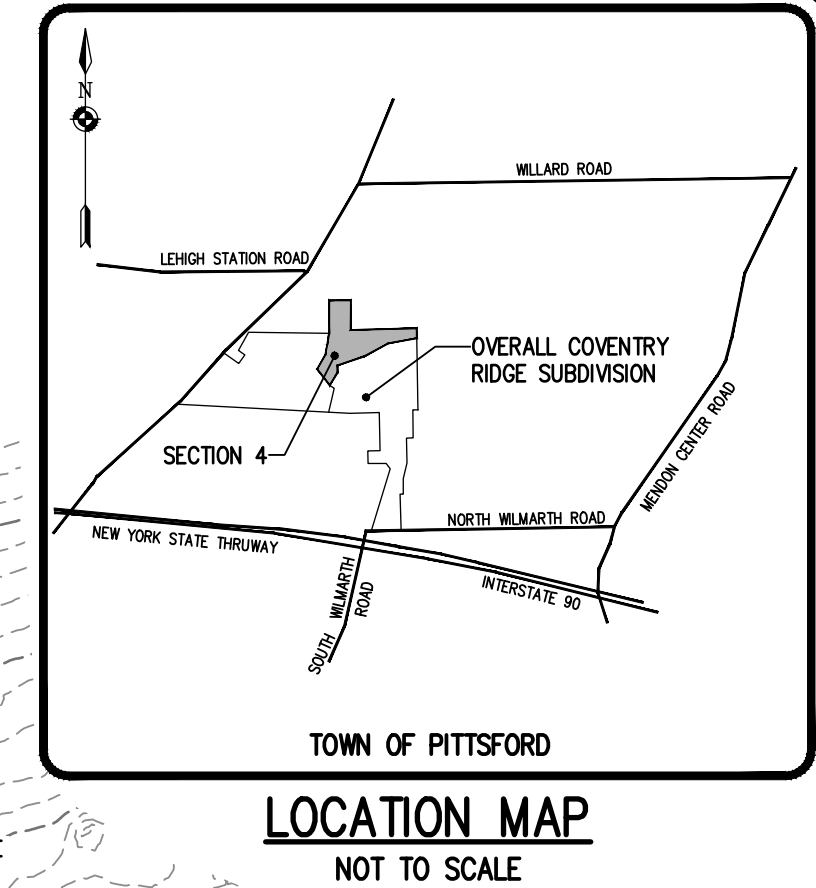 N
WILLARD ROAD
LEHIGH STATION ROAD
OVERALL COVENTRY
RIDGE SUBDIVISION
SECTION 4
MENDON CENTER ROAD
NORTH WILMARTH ROAD
NEW YORK STATE THRUWAY
INTERSTATE 90
SOUTH WILMARTH
ROAD
TOWN OF PITTSFORD
LOCATION MAP
NOT TO SCALE